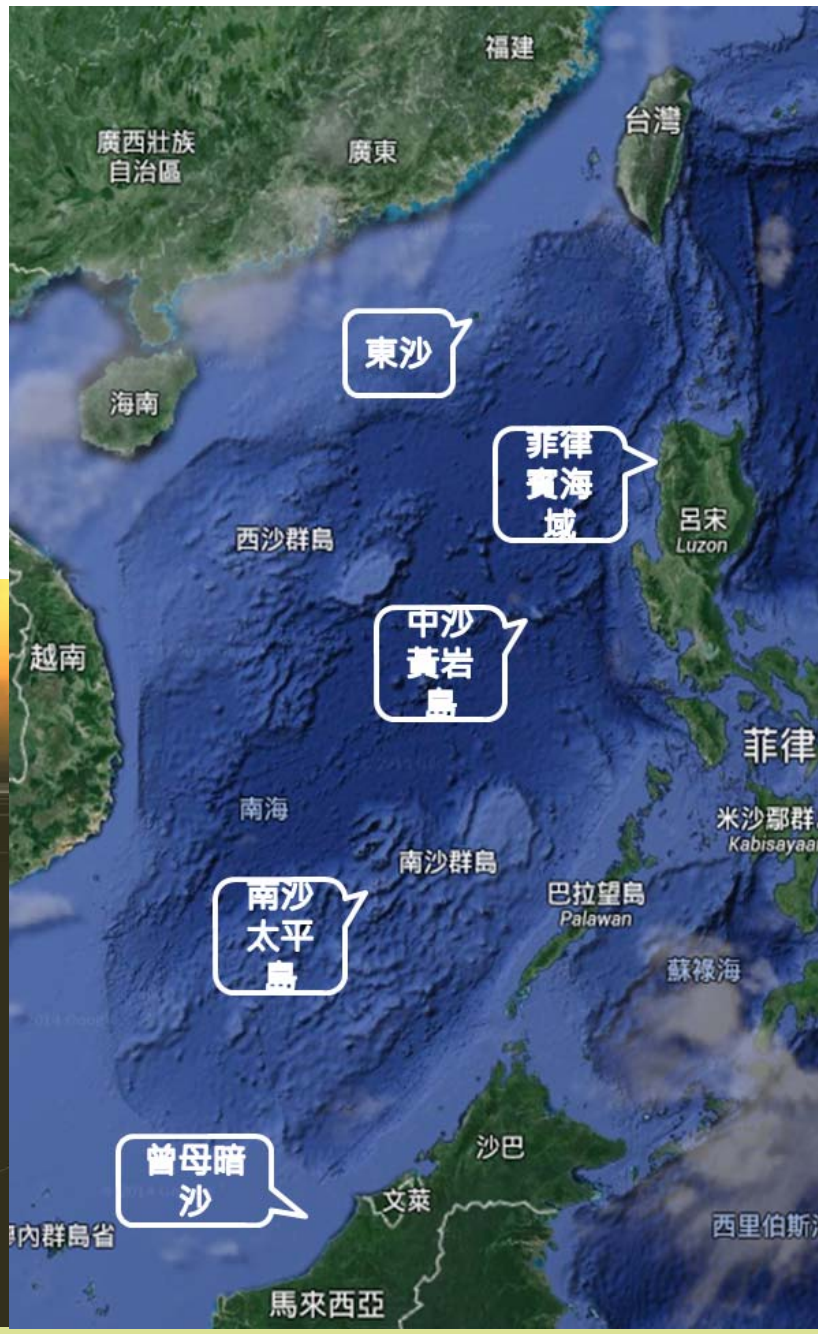 福建
台灣
廣西壯族
自治區
廣東
東沙
海南
菲律
賓海
域
呂宋
Luzon
西沙群島
中沙
黃岩
島
越南
菲律
南海
米沙鄢群
Kabisayaa
南沙群島
南沙
太平
島
巴拉望島
Palawan
蘇祿海
曾母暗
沙
沙巴
文萊
內群島省
西里伯斯
馬來西亞